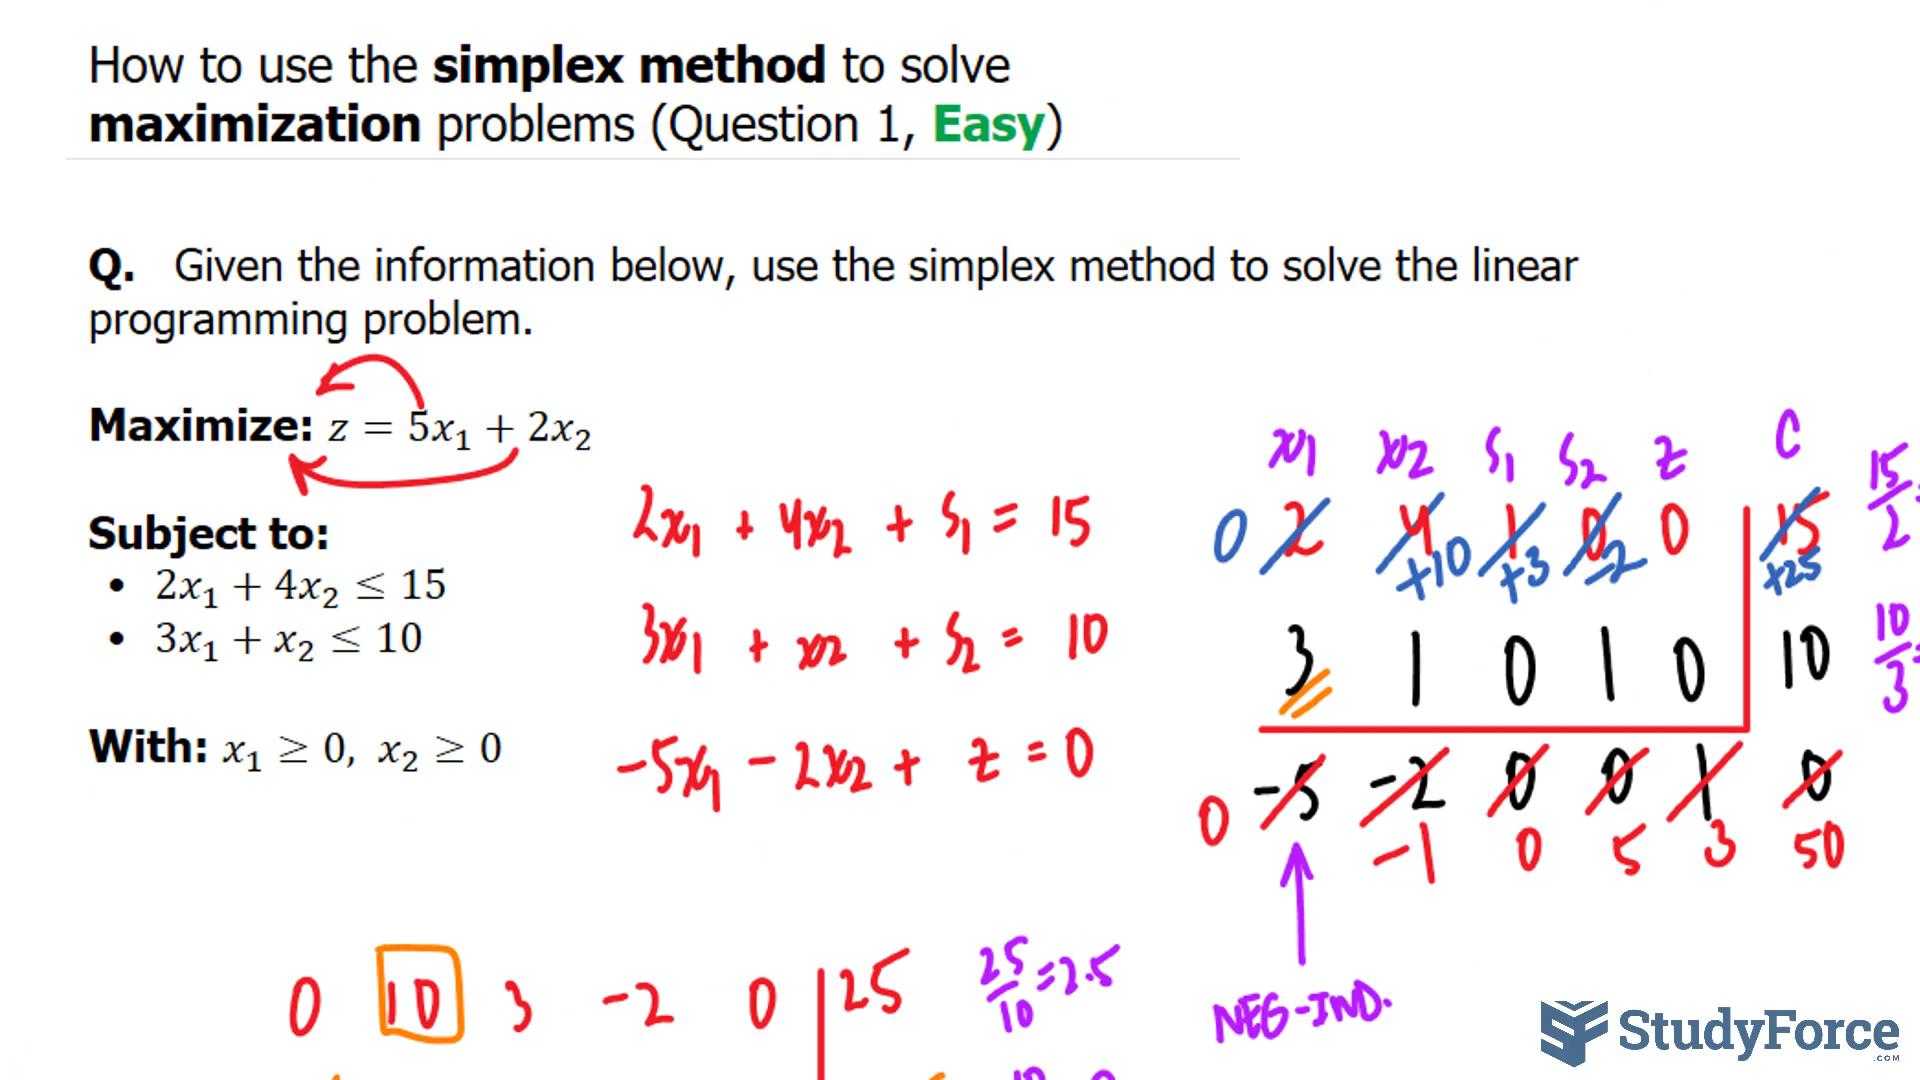 How to use the simplex method to solve
maximization problems (Question 1, Easy)
Q. Given the information below, use the simplex method to solve the linear
programming problem.
Maximize: z = 5x₁ + 2x₂
Subject to:
• 2x₁ + 4x₂ ≤ 15
• 3x₁ + x₂ ≤ 10
With: x₁ ≥ 0, x₂ ≥ 0
2x₁ + 4x₂ + S₁ = 15
3x₁ + x₂ + S₂ = 10
-5x₁ - 2x₂ + z = 0
x₁ x₂ S₁ S₂ z C
2 4 1 0 0 | 15 15/2 =
0 +10 +3 -2 +25
3 1 0 1 0 | 10 10/3 =
-5 -2 0 0 1 0
0 -1 0 5 3 50
NEG-IND.
0 10 3 -2 0 | 25 25/10 = 2.5
StudyForce
.COM